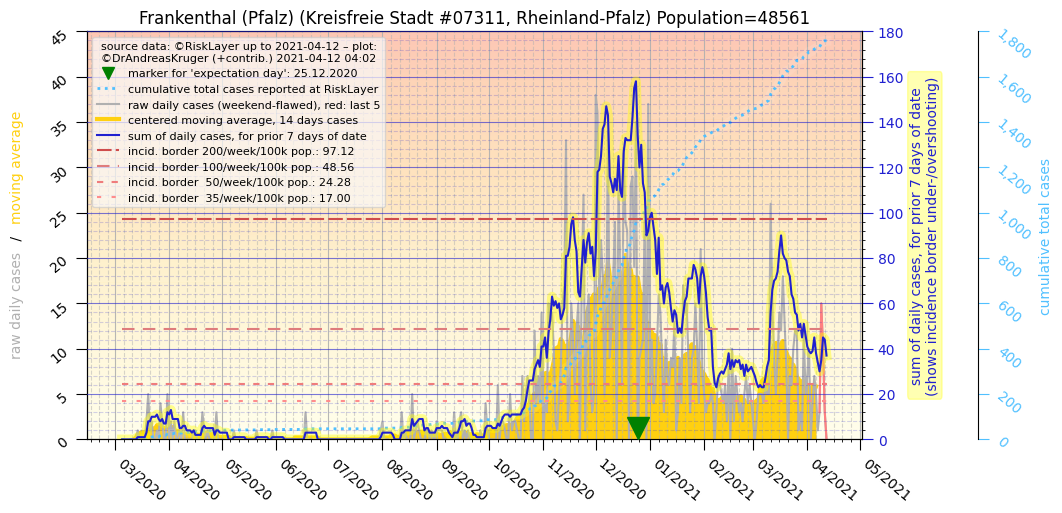 Frankenthal (Pfalz) (Kreisfreie Stadt #07311, Rheinland-Pfalz) Population=48561
source data: ©RiskLayer up to 2021-04-12 – plot:
©DrAndreasKruger (+contrib.) 2021-04-12 04:02
marker for 'expectation day': 25.12.2020
cumulative total cases reported at RiskLayer
raw daily cases (weekend-flawed), red: last 5
centered moving average, 14 days cases
sum of daily cases, for prior 7 days of date
incid. border 200/week/100k pop.: 97.12
incid. border 100/week/100k pop.: 48.56
incid. border  50/week/100k pop.: 24.28
incid. border  35/week/100k pop.: 17.00
raw daily cases / moving average
45
40
35
30
25
20
15
10
5
0
03/2020
04/2020
05/2020
06/2020
07/2020
08/2020
09/2020
10/2020
11/2020
12/2020
01/2021
02/2021
03/2021
04/2021
05/2021
180
160
140
120
100
80
60
40
20
0
sum of daily cases, for prior 7 days of date
(shows incidence border under-/overshooting)
1,800
1,600
1,400
1,200
1,000
800
600
400
200
0
cumulative total cases